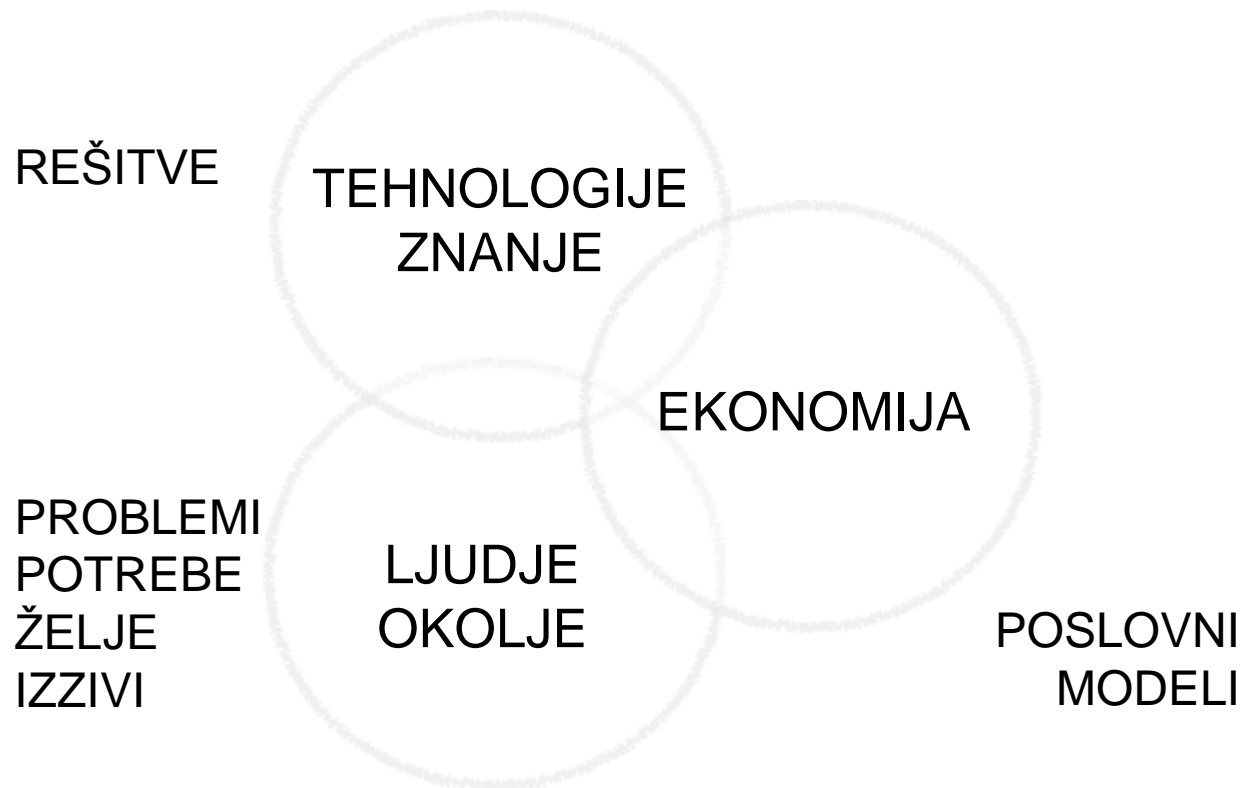 REŠITVE
TEHNOLOGIJE
ZNANJE
EKONOMIJA
PROBLEMI
POTREBE
ŽELJE
IZZIVI
LJUDJE
OKOLJE
POSLOVNI
MODELI